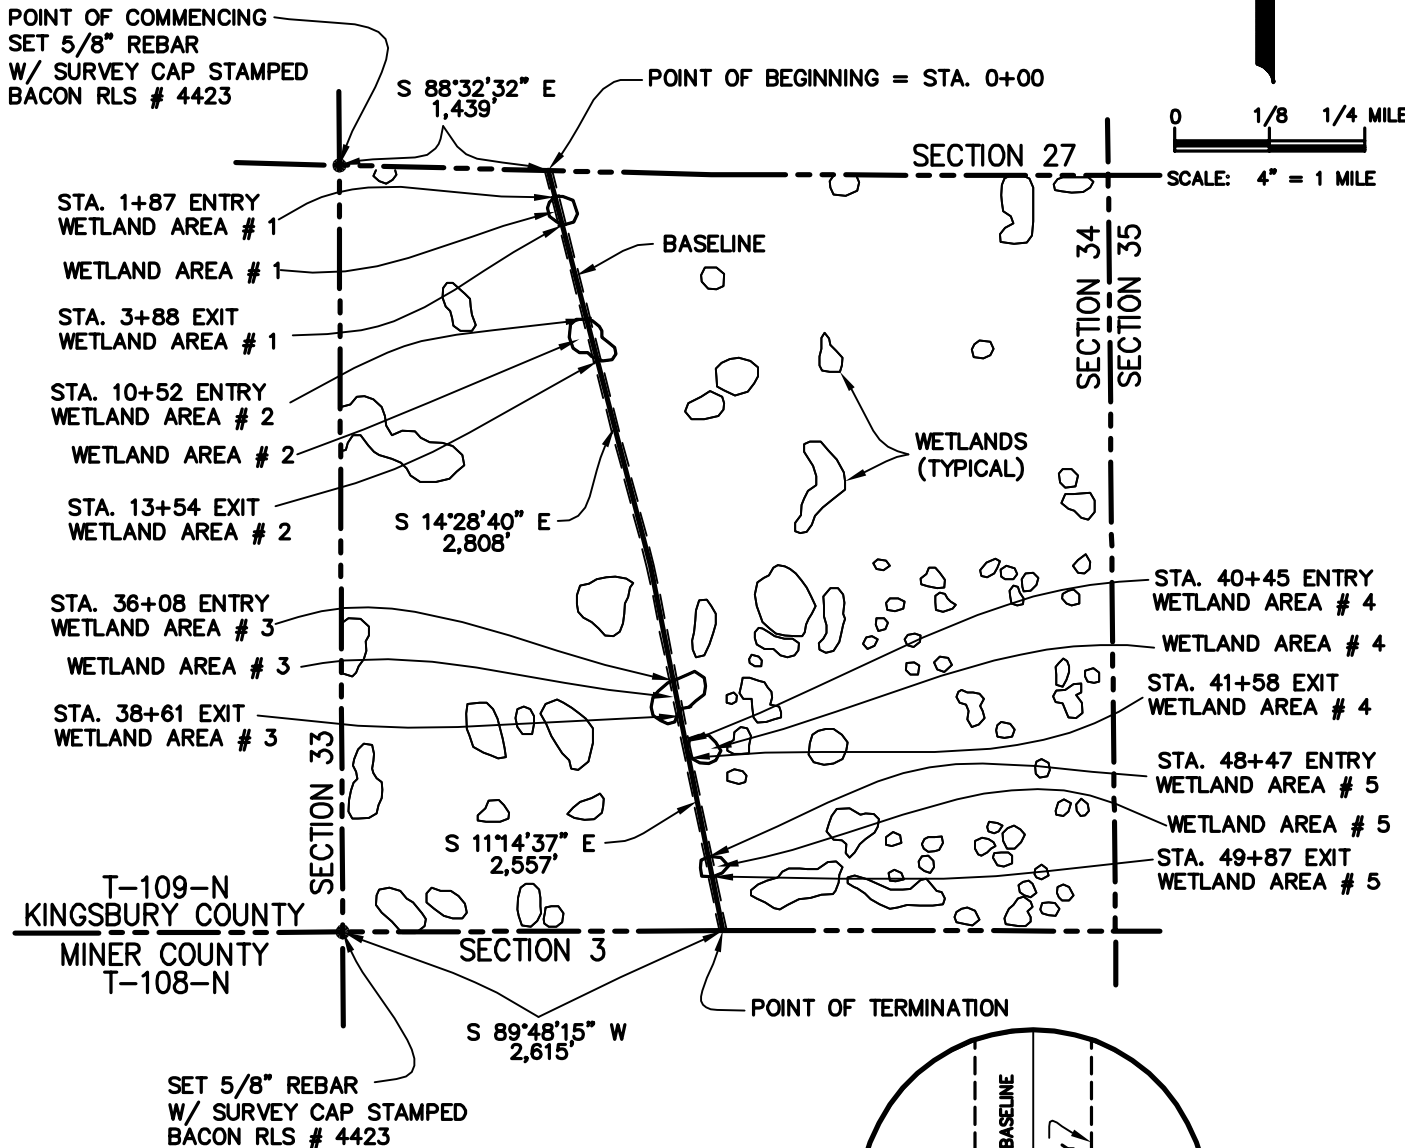 POINT OF COMMENCING
SET 5/8" REBAR
W/ SURVEY CAP STAMPED
BACON RLS # 4423
S 88°32'32" E
1,439'
POINT OF BEGINNING = STA. 0+00
0 1/8 1/4 MILE
SCALE: 4" = 1 MILE
SECTION 27
STA. 1+87 ENTRY
WETLAND AREA # 1
WETLAND AREA # 1
STA. 3+88 EXIT
WETLAND AREA # 1
STA. 10+52 ENTRY
WETLAND AREA # 2
WETLAND AREA # 2
STA. 13+54 EXIT
WETLAND AREA # 2
BASELINE
SECTION 34
SECTION 35
WETLANDS
(TYPICAL)
S 14°28'40" E
2,808'
STA. 36+08 ENTRY
WETLAND AREA # 3
WETLAND AREA # 3
STA. 38+61 EXIT
WETLAND AREA # 3
STA. 40+45 ENTRY
WETLAND AREA # 4
WETLAND AREA # 4
STA. 41+58 EXIT
WETLAND AREA # 4
STA. 48+47 ENTRY
WETLAND AREA # 5
WETLAND AREA # 5
STA. 49+87 EXIT
WETLAND AREA # 5
SECTION 33
S 11°14'37" E
2,557'
T-109-N
KINGSBURY COUNTY
MINER COUNTY
T-108-N
SECTION 3
POINT OF TERMINATION
S 89°48'15" W
2,615'
SET 5/8" REBAR
W/ SURVEY CAP STAMPED
BACON RLS # 4423
BASELINE